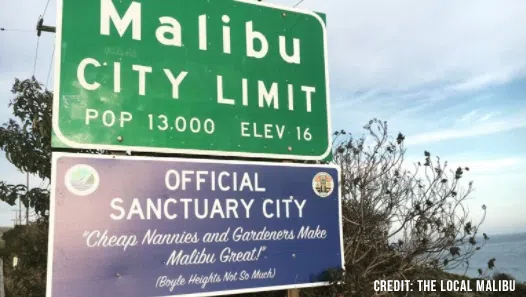 Malibu
CITY LIMIT
POP 13,000 ELEV 16
OFFICIAL
SANCTUARY CITY
"Cheap Nannies and Gardeners Make
Malibu Great!"
(Boyle Heights Not So Much)
CREDIT: THE LOCAL MALIBU